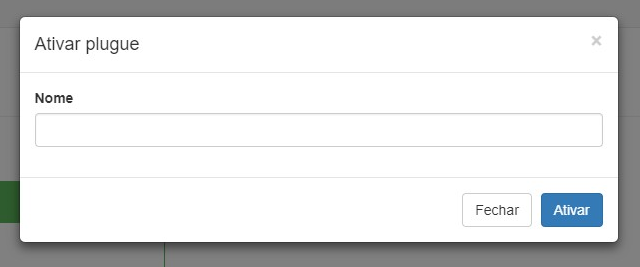 Ativar plugue
×
Nome
Fechar
Ativar